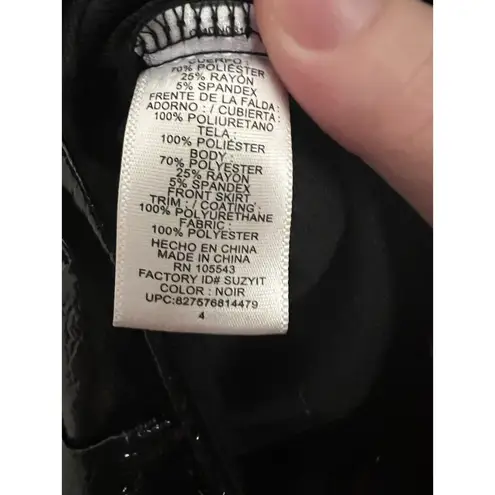 CUERPO :
70% POLIÉSTER
25% RAYON
5% SPANDEX
FRENTE DE LA FALDA:
ADORNO : / CUBIERTA :
100% POLIURETANO
TELA :
100% POLIÉSTER
BODY :
70% POLYESTER
25% RAYON
5% SPANDEX
FRONT SKIRT
TRIM : / COATING :
100% POLYURETHANE
FABRIC :
100% POLYESTER
HECHO EN CHINA
MADE IN CHINA
RN 105543
FACTORY ID# SUZYIT
COLOR : NOIR
UPC:827576814479
4